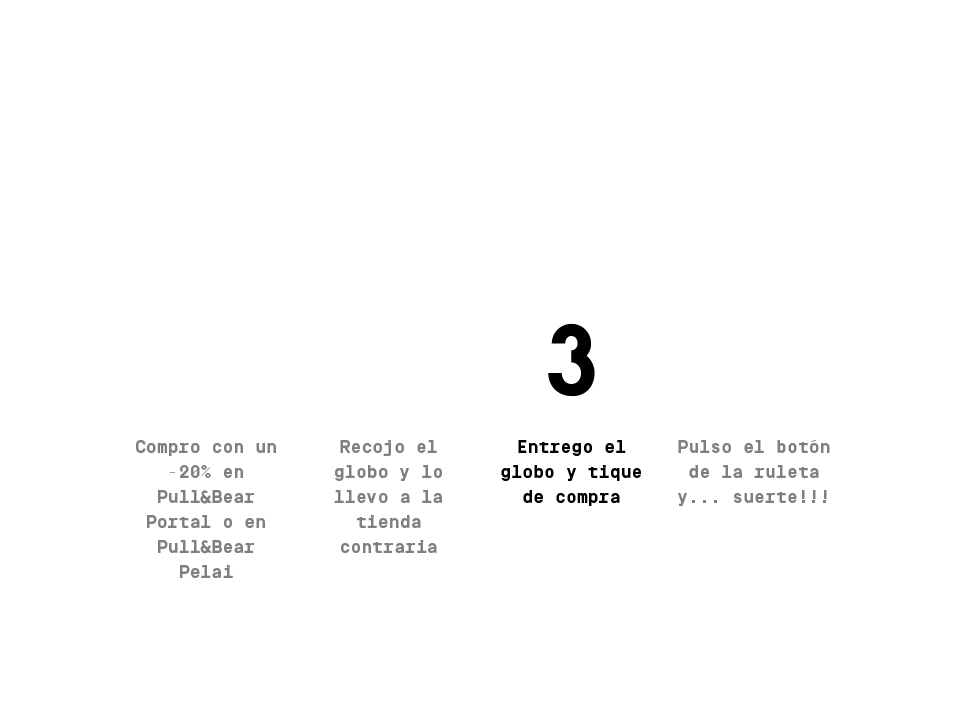 3
Compro con un
-20% en
Pull&Bear
Portal o en
Pull&Bear
Pelai
Recojo el
globo y lo
llevo a la
tienda
contraria
Entrego el
globo y tique
de compra
Pulso el botón
de la ruleta
y... suerte!!!